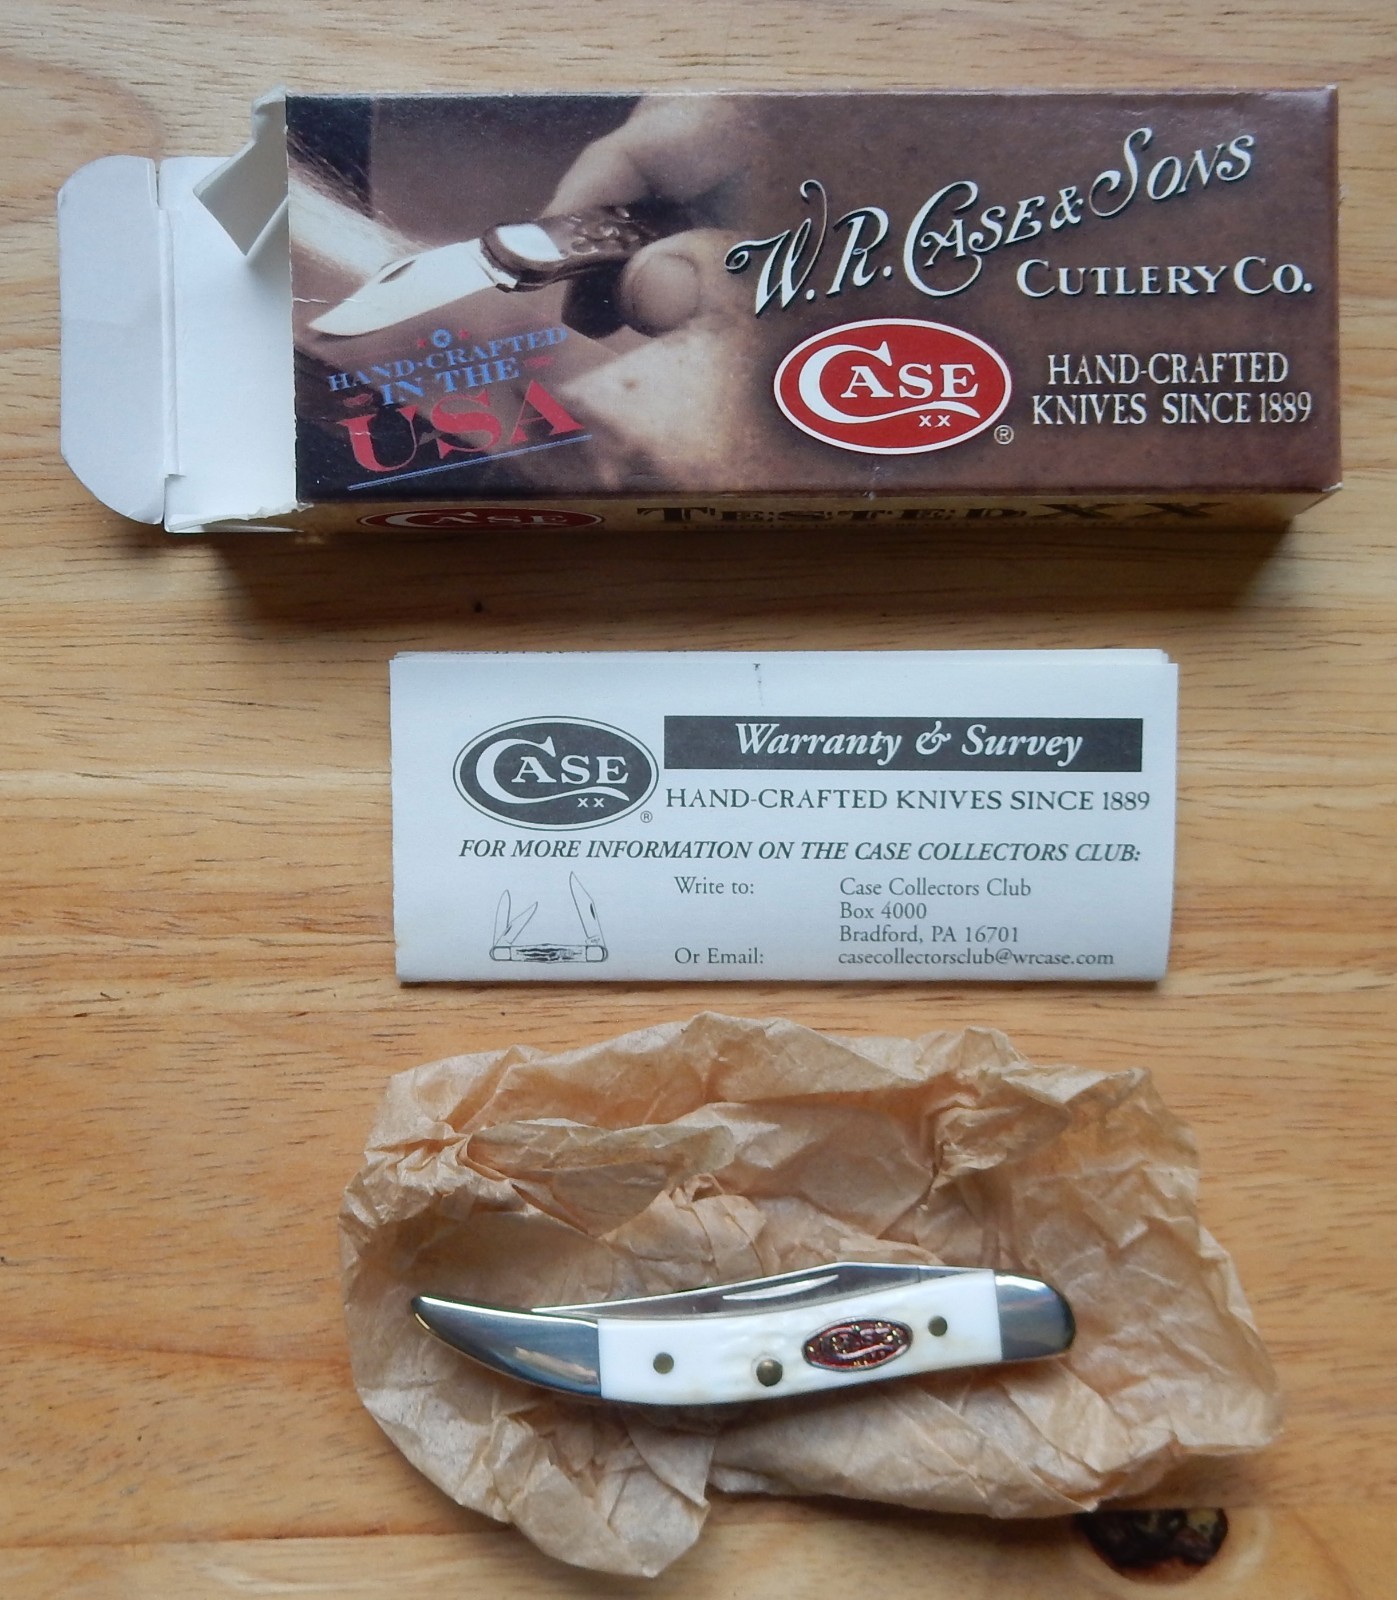 W.R. CASE & SONS
CUTLERY CO.
HAND-CRAFTED
IN THE
USA
CASE
XX
®
HAND-CRAFTED
KNIVES SINCE 1889
CASE
TESTED XX
CASE
XX
®
Warranty & Survey
HAND-CRAFTED KNIVES SINCE 1889
FOR MORE INFORMATION ON THE CASE COLLECTORS CLUB:
Write to: Case Collectors Club
Box 4000
Bradford, PA 16701
Or Email: casecollectorsclub@wrcase.com